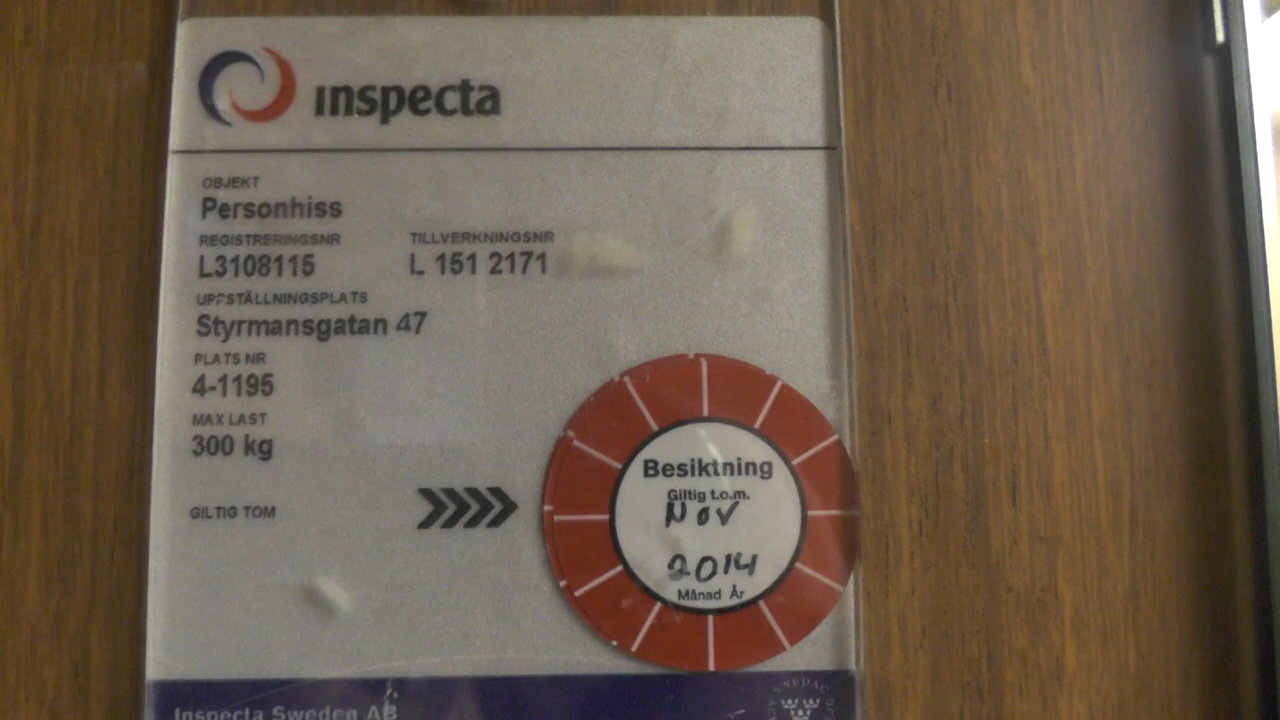 inspecta
OBJEKT
Personhiss
REGISTRERINGSNR TILLVERKNINGSNR
L3108115 L 151 2171
UPPSTÄLLNINGSPLATS
Styrmansgatan 47
PLATS NR
4-1195
MAX LAST
300 kg
GILTIG TOM
Besiktning
Giltig t.o.m.
Nov
2014
Månad År
Inspecta Sweden AB
SWEDAC